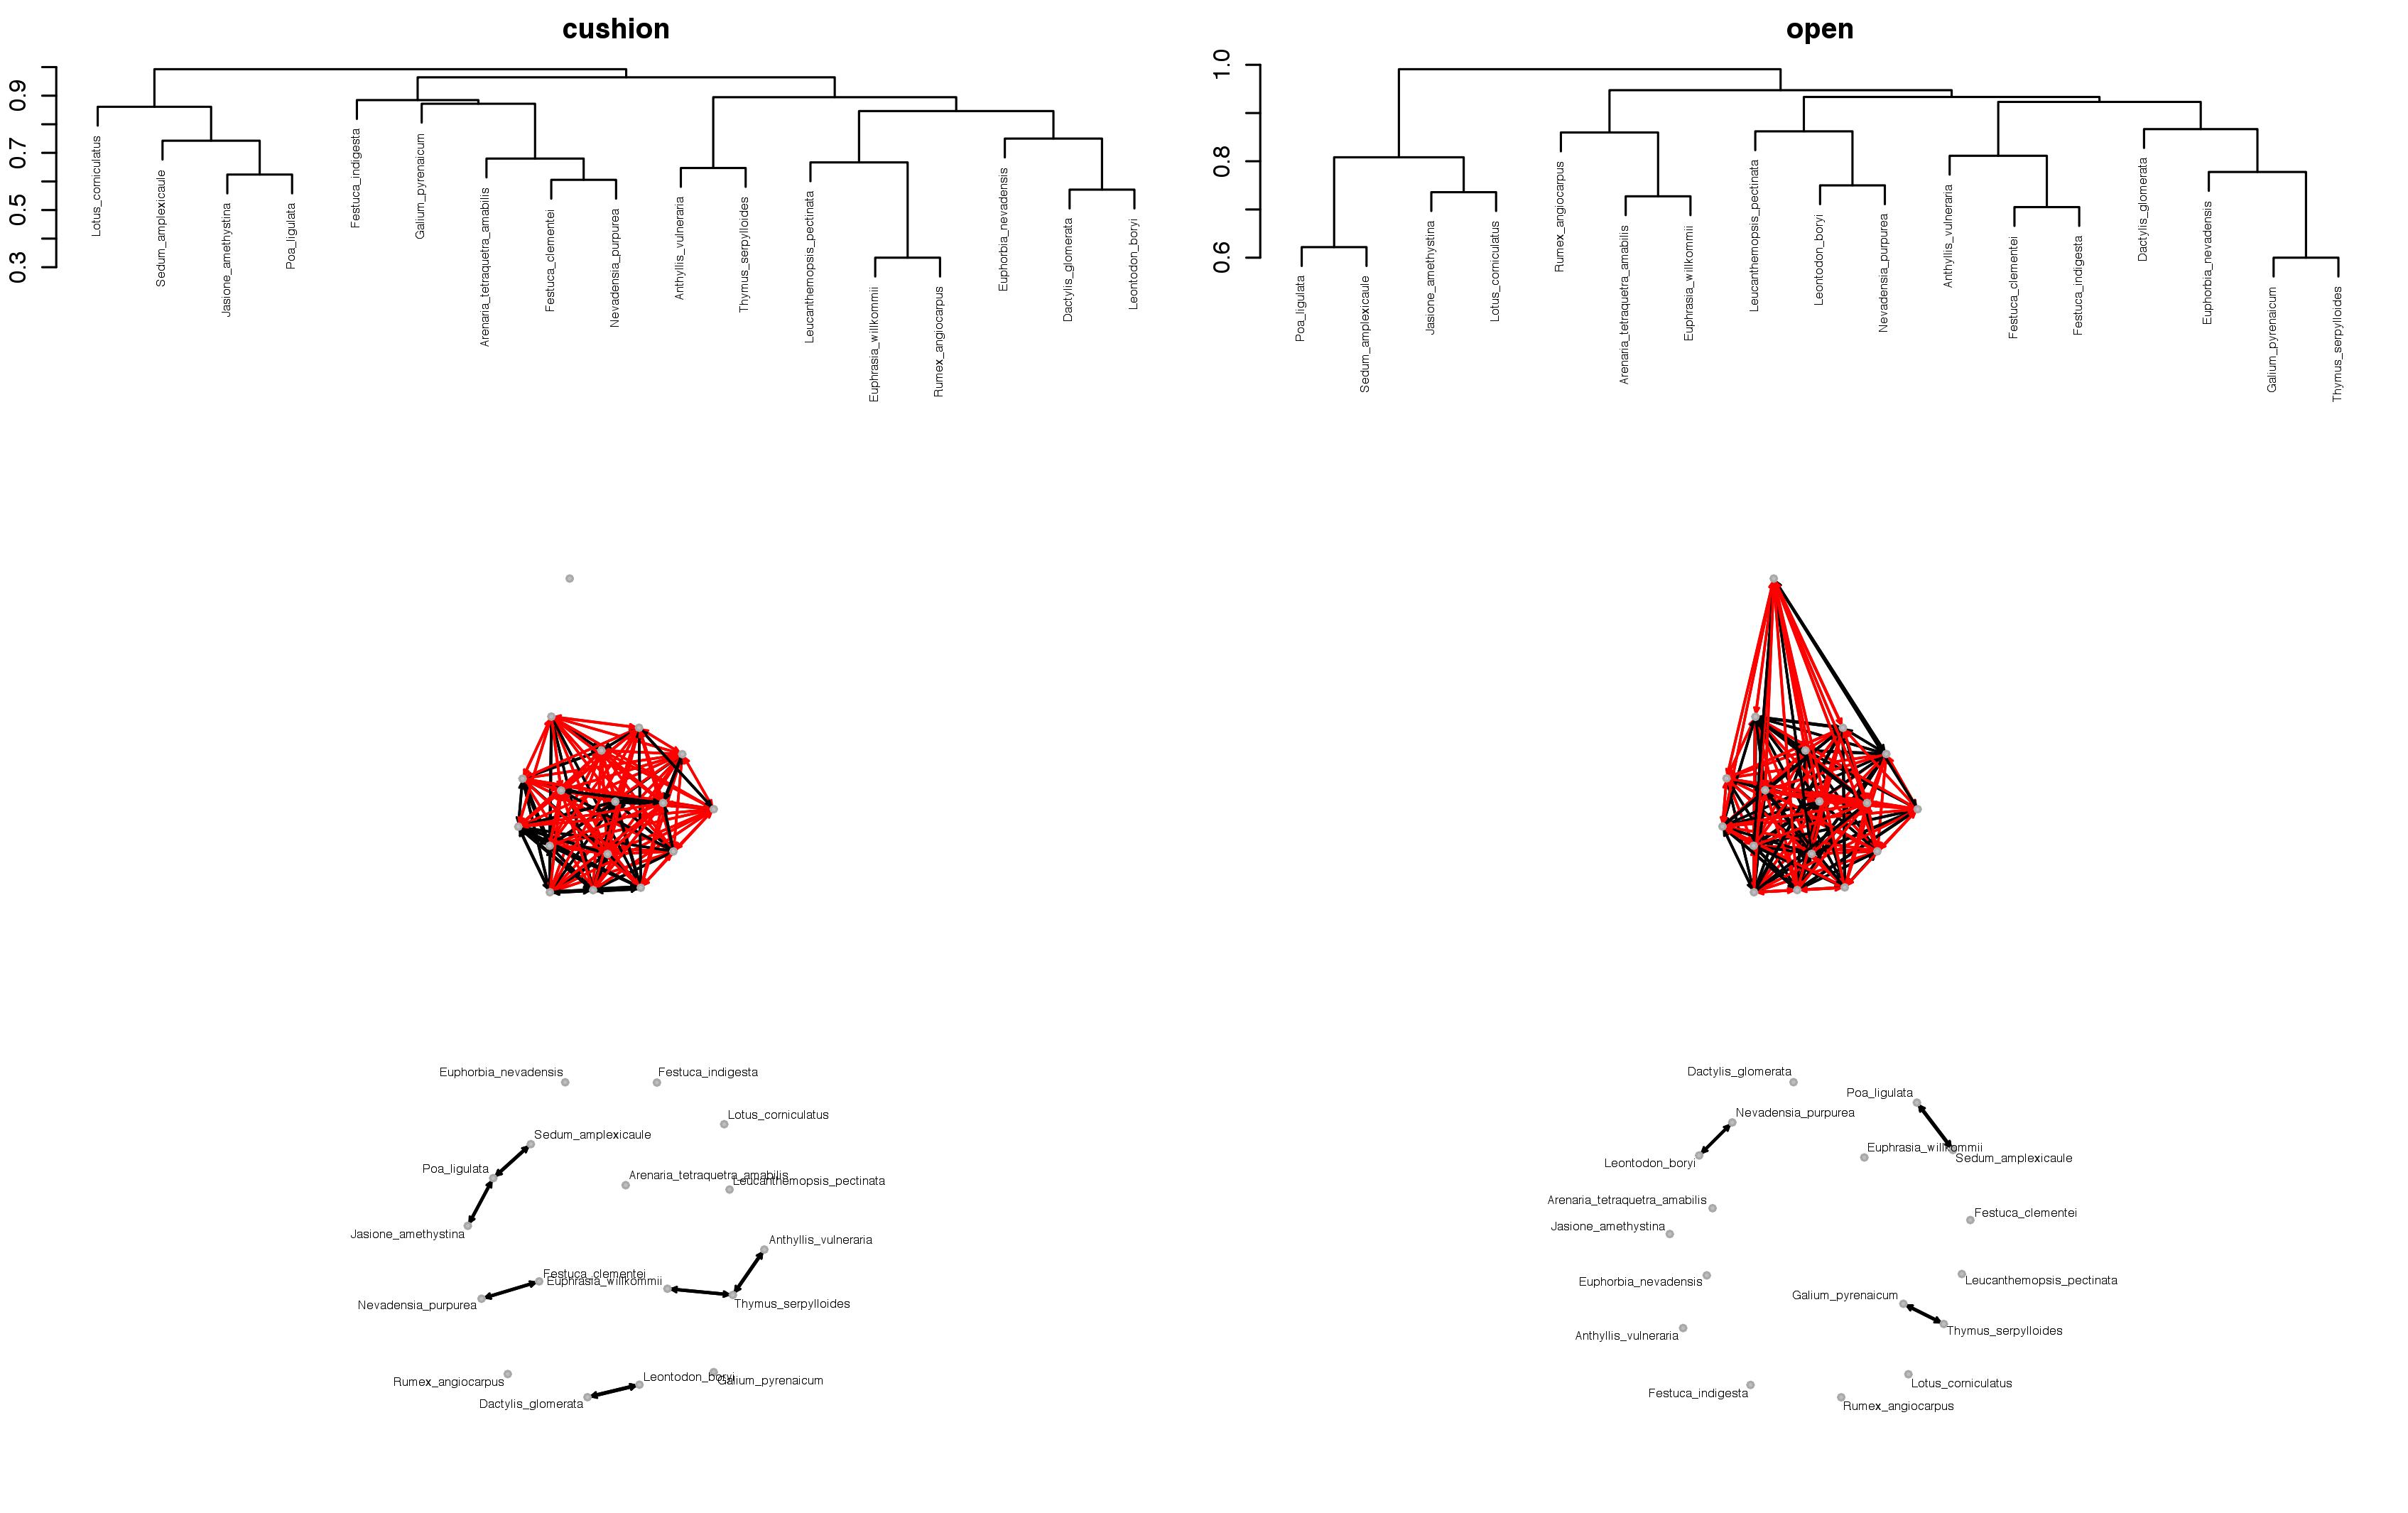 cushion
open
0.9
0.7
0.5
0.3
Lotus_corniculatus
Sedum_amplexicaule
Jasione_amethystina
Poa_ligulata
Festuca_indigesta
Galium_pyrenaicum
Arenaria_tetraquetra_amabilis
Festuca_clementei
Nevadensia_purpurea
Anthyllis_vulneraria
Thymus_serpylloides
Leucanthemopsis_pectinata
Euphrasia_willkommii
Rumex_angiocarpus
Euphorbia_nevadensis
Dactylis_glomerata
Leontodon_boryi
1.0
0.8
0.6
Poa_ligulata
Sedum_amplexicaule
Jasione_amethystina
Lotus_corniculatus
Rumex_angiocarpus
Arenaria_tetraquetra_amabilis
Euphrasia_willkommii
Leucanthemopsis_pectinata
Leontodon_boryi
Nevadensia_purpurea
Anthyllis_vulneraria
Festuca_clementei
Festuca_indigesta
Dactylis_glomerata
Euphorbia_nevadensis
Galium_pyrenaicum
Thymus_serpylloides
Euphorbia_nevadensis
Festuca_indigesta
Lotus_corniculatus
Sedum_amplexicaule
Poa_ligulata
Arenaria_tetraquetra_amabilis
Leucanthemopsis_pectinata
Jasione_amethystina
Anthyllis_vulneraria
Festuca_clementei
Euphrasia_willkommii
Nevadensia_purpurea
Thymus_serpylloides
Rumex_angiocarpus
Leontodon_boryi
Galium_pyrenaicum
Dactylis_glomerata
Dactylis_glomerata
Poa_ligulata
Nevadensia_purpurea
Euphrasia_willkommii
Sedum_amplexicaule
Leontodon_boryi
Arenaria_tetraquetra_amabilis
Festuca_clementei
Jasione_amethystina
Euphorbia_nevadensis
Leucanthemopsis_pectinata
Galium_pyrenaicum
Thymus_serpylloides
Anthyllis_vulneraria
Lotus_corniculatus
Festuca_indigesta
Rumex_angiocarpus